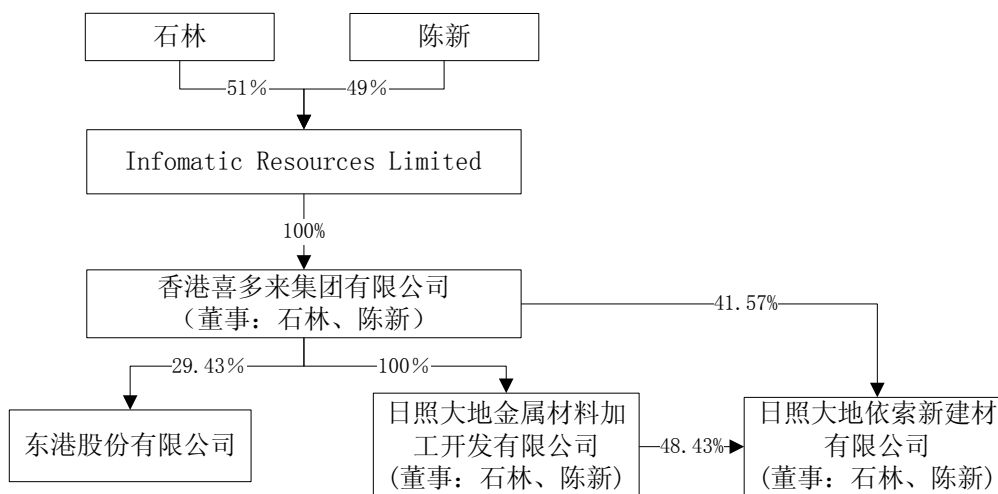 石林
陈新
51%
49%
Infomatic Resources Limited
100%
香港喜多来集团有限公司
（董事：石林、陈新）
41.57%
29.43%
100%
东港股份有限公司
日照大地金属材料加
工开发有限公司
(董事：石林、陈新)
48.43%
日照大地依索新建材
有限公司
(董事：石林、陈新)